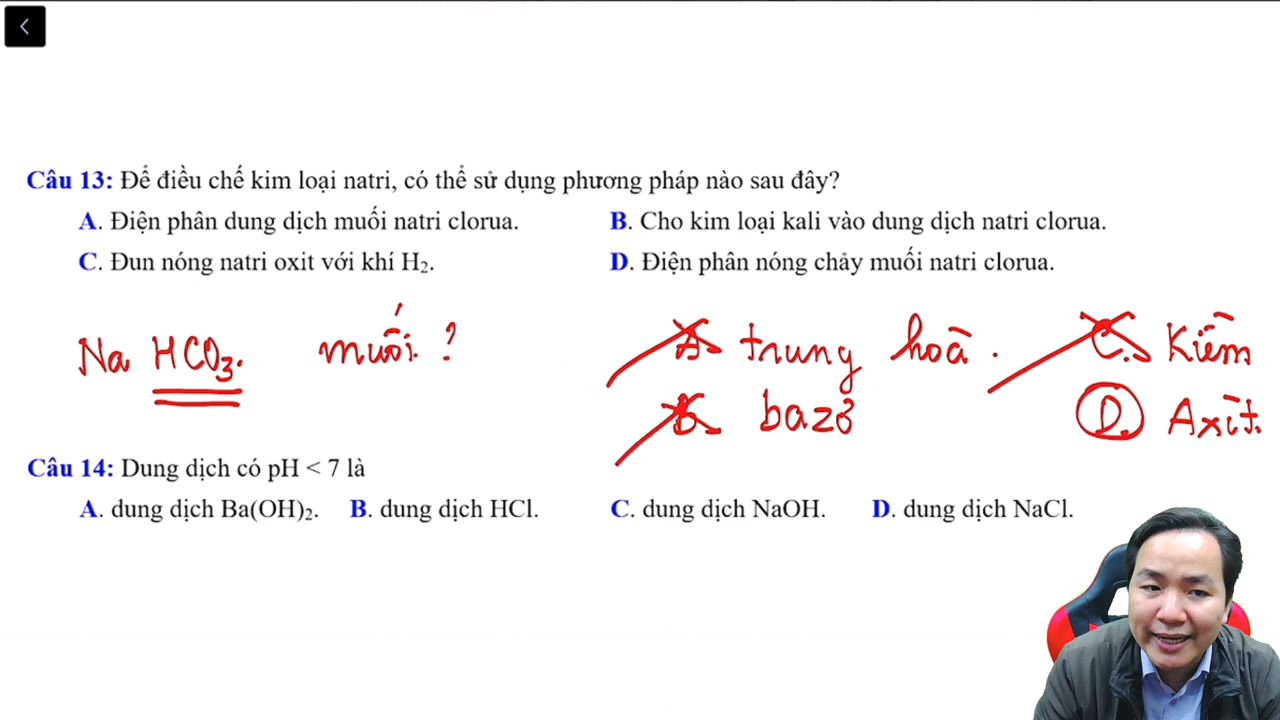 Câu 13: Để điều chế kim loại natri, có thể sử dụng phương pháp nào sau đây?
A. Điện phân dung dịch muối natri clorua. B. Cho kim loại kali vào dung dịch natri clorua.
C. Đun nóng natri oxit với khí H₂. D. Điện phân nóng chảy muối natri clorua.
NaHCO₃. muối ? A. trung hoà. C. Kiềm
B. bazơ D. Axit.
Câu 14: Dung dịch có pH < 7 là
A. dung dịch Ba(OH)₂. B. dung dịch HCl. C. dung dịch NaOH. D. dung dịch NaCl.